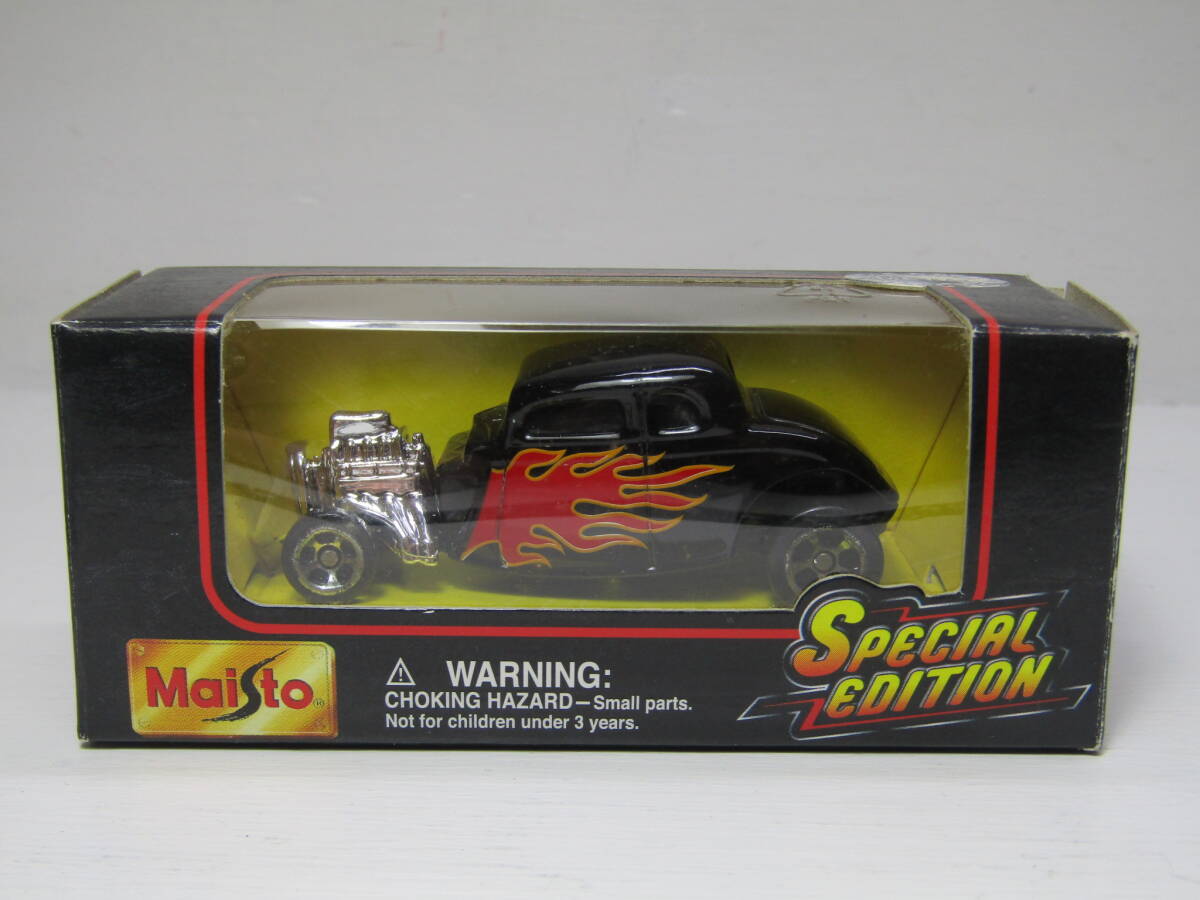 Maisto®
WARNING:
CHOKING HAZARD–Small parts.
Not for children under 3 years.
SPECIAL
EDITION